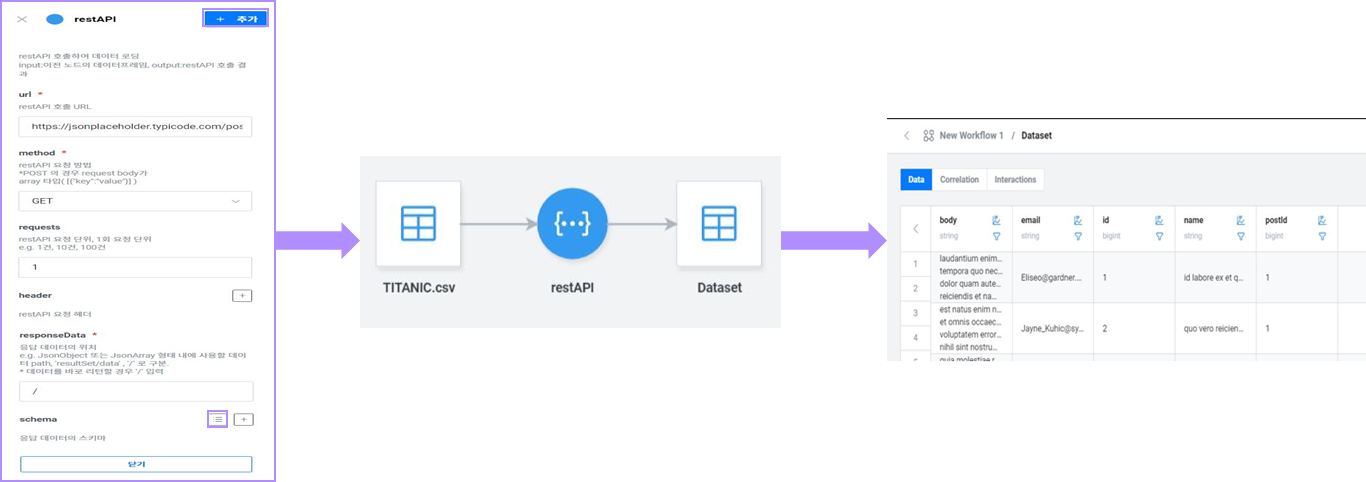 restAPI
+ 추가
restAPI 호출하여 데이터 로딩
input:이전 노드의 데이터프레임, output:restAPI 호출 결
과
url *
restAPI 호출 URL
https://jsonplaceholder.typicode.com/pos
method *
restAPI 요청 방법
*POST 의 경우 request body가
array 타입( [{"key":"value"}] )
GET
requests
restAPI 요청 단위, 1회 요청 단위
e.g. 1건, 10건, 100건
1
header
+
restAPI 요청 헤더
responseData *
응답 데이터의 위치
e.g. JsonObject 또는 JsonArray 형태 내에 사용할 데이
터 path, 'resultSet/data' , '/' 로 구분.
* 데이터를 바로 리턴할 경우 '/' 입력
/
schema
+
응답 데이터의 스키마
닫기
{···}
TITANIC.csv
restAPI
Dataset
New Workflow 1 / Dataset
Data Correlation Interactions
body email id name postId
string string bigint string bigint
1
2
laudantium enim...
tempora quo nec...
dolor quam aute...
reiciendis et na...
Eliseo@gardner....
1
id labore ex et q...
1
3
4
est natus enim n...
et omnis occaec...
voluptatem error...
nihil sint nostru...
Jayne_Kuhic@sy...
2
quo vero reicien...
1
quia molestiae r...